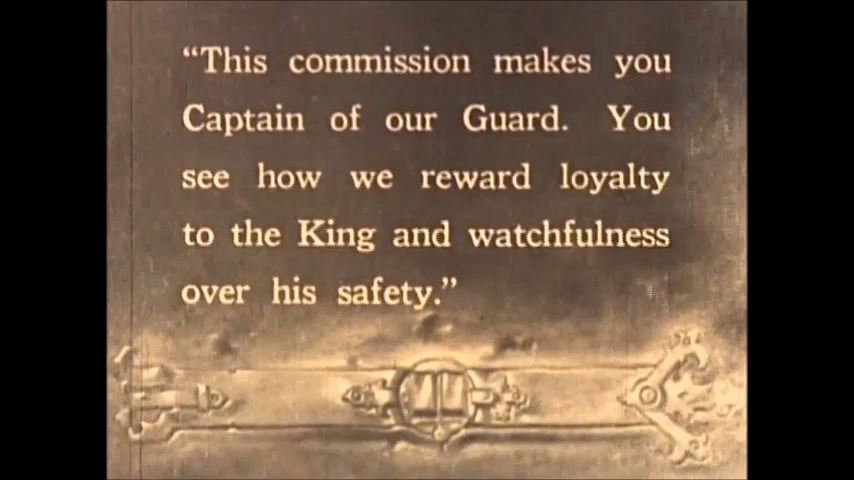 “This commission makes you
Captain of our Guard. You
see how we reward loyalty
to the King and watchfulness
over his safety.”